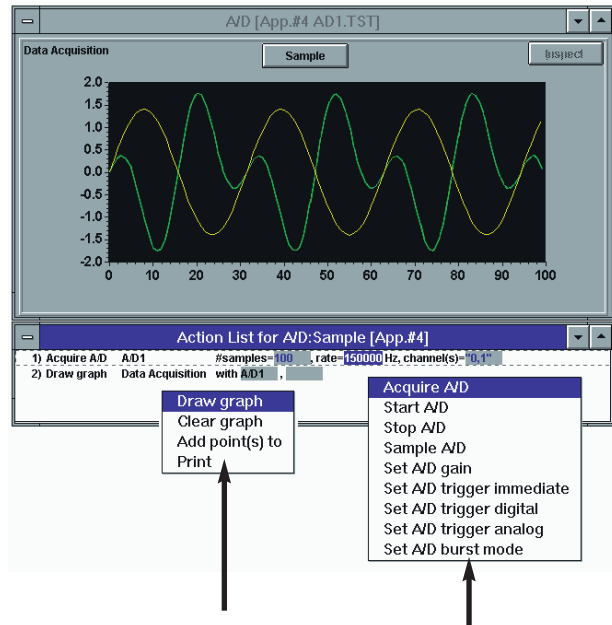 A/D [App.#4 AD1.TST]
Data Acquisition
Sample
Inspect
2.0
1.5
1.0
0.5
0.0
-0.5
-1.0
-1.5
-2.0
0 10 20 30 40 50 60 70 80 90 100
Action List for A/D:Sample [App.#4]
1) Acquire A/D A/D1 #samples=100 , rate=150000 Hz, channel(s)="0,1"
2) Draw graph Data Acquisition with A/D1 ,
Draw graph
Clear graph
Add point(s) to
Print
Acquire A/D
Start A/D
Stop A/D
Sample A/D
Set A/D gain
Set A/D trigger immediate
Set A/D trigger digital
Set A/D trigger analog
Set A/D burst mode